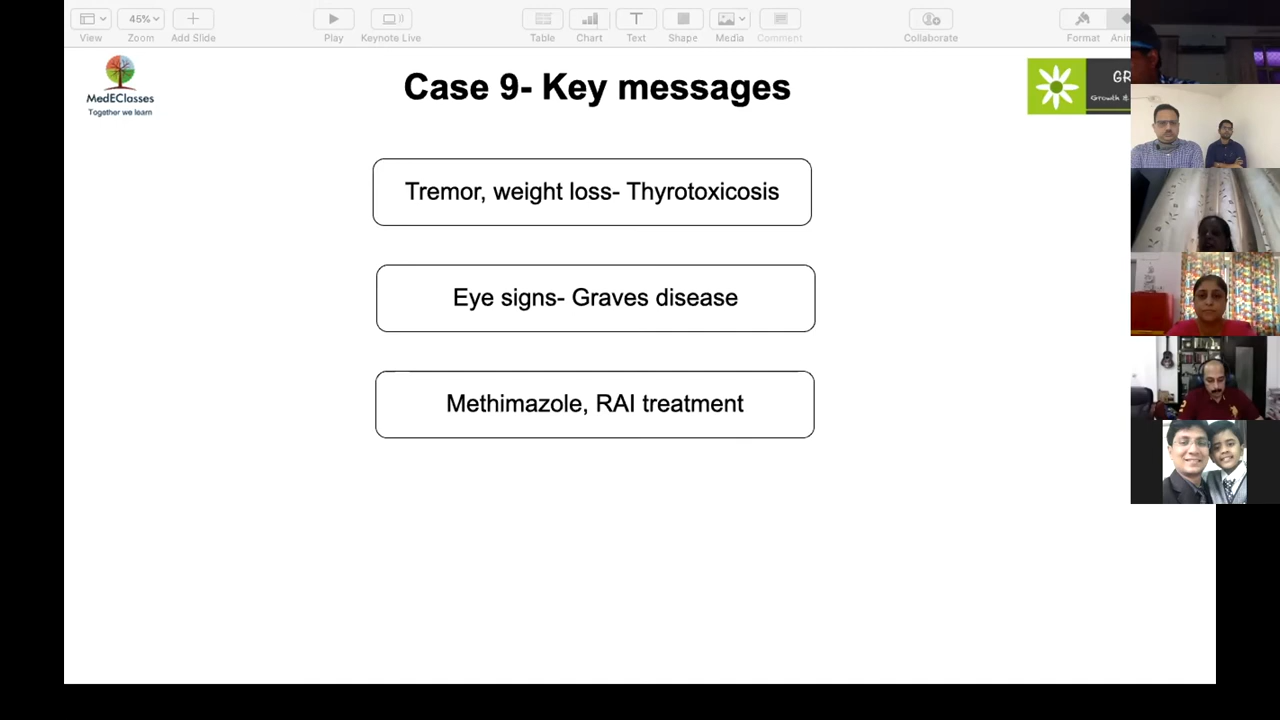 45%
View
Zoom
Add Slide
Play
Keynote Live
Table
Chart
Text
Shape
Media
Comment
Collaborate
Format
MedEClasses
Together we learn
Case 9- Key messages
Growth &
Tremor, weight loss- Thyrotoxicosis
Eye signs- Graves disease
Methimazole, RAI treatment